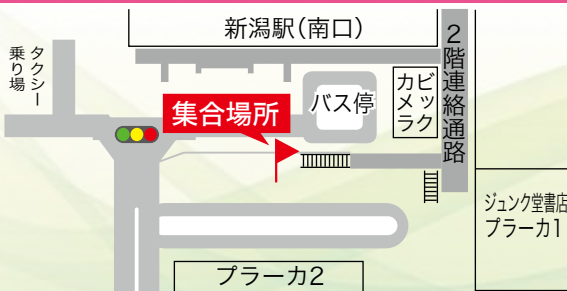 新潟駅（南口）
タクシー
乗り場
2階連絡通路
ビック
カメラ
バス停
集合場所
ジュンク堂書店
プラーカ1
プラーカ2